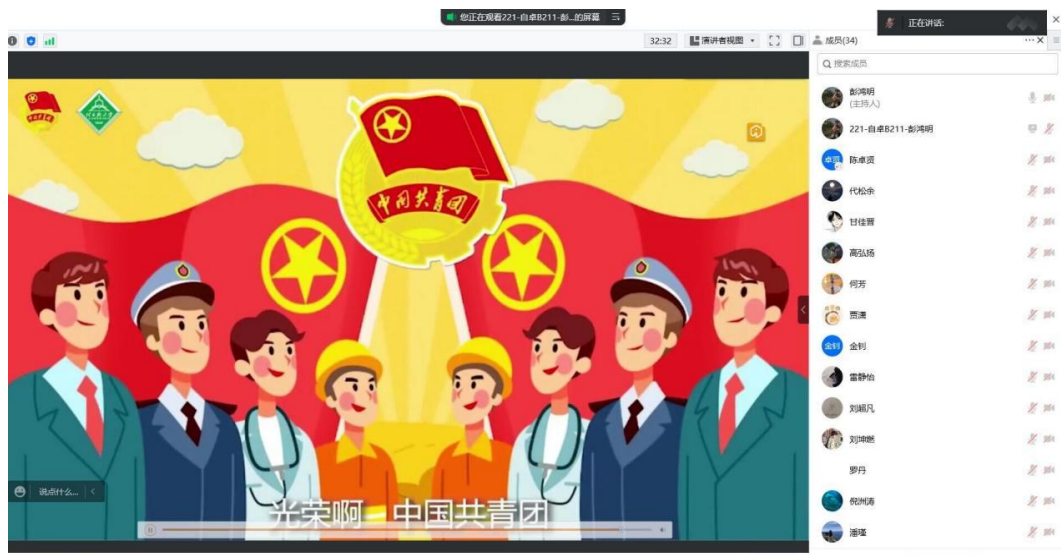 您正在观看221-自卓B211-彭...的屏幕
正在讲话:
32:32
演讲者视图
成员(34)
搜索成员
彭鸿明
(主持人)
221-自卓B211-彭鸿明
陈卓贤
代松余
甘佳晋
高弘扬
何芳
贾潇
金钊
金钊
雷静怡
刘超凡
刘坤燃
罗丹
倪洲涛
潘瑾
中国共青团
说点什么...
光荣啊 中国共青团